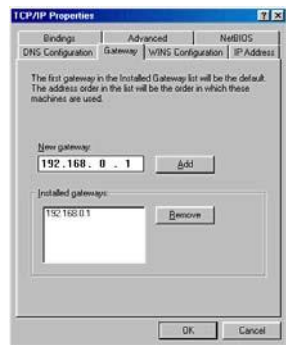 TCP/IP Properties
Bindings Advanced NetBIOS
DNS Configuration Gateway WINS Configuration IP Address
The first gateway in the Installed Gateway list will be the default.
The address order in the list will be the order in which these
machines are used.
New gateway:
192.168. 0 . 1 Add
Installed gateways:
192.168.0.1 Remove
OK Cancel